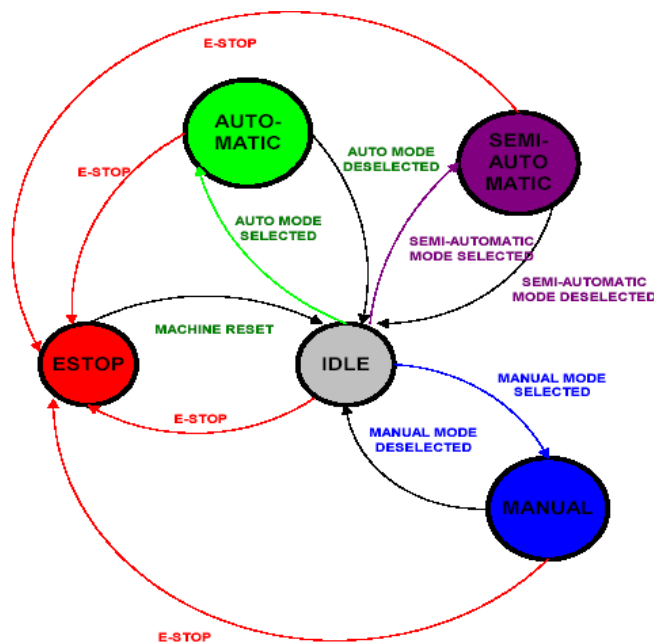 E-STOP
AUTO-
MATIC
SEMI-
AUTO
MATIC
AUTO MODE
DESELECTED
E-STOP
AUTO MODE
SELECTED
SEMI-AUTOMATIC
MODE SELECTED
SEMI-AUTOMATIC
MODE DESELECTED
MACHINE RESET
ESTOP
IDLE
MANUAL MODE
SELECTED
E-STOP
MANUAL MODE
DESELECTED
MANUAL
E-STOP